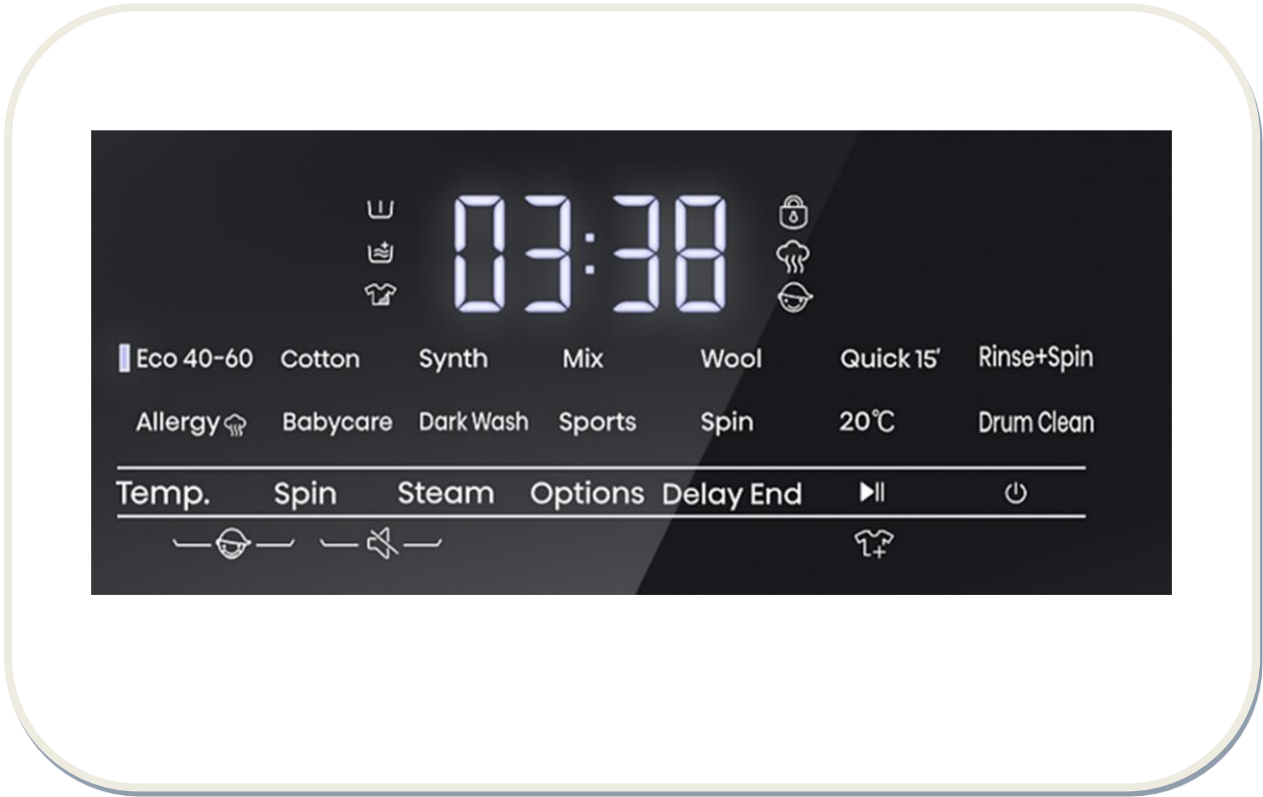 03:38
Eco 40-60 Cotton Synth Mix Wool Quick 15' Rinse+Spin
Allergy Babycare Dark Wash Sports Spin 20℃ Drum Clean
Temp. Spin Steam Options Delay End